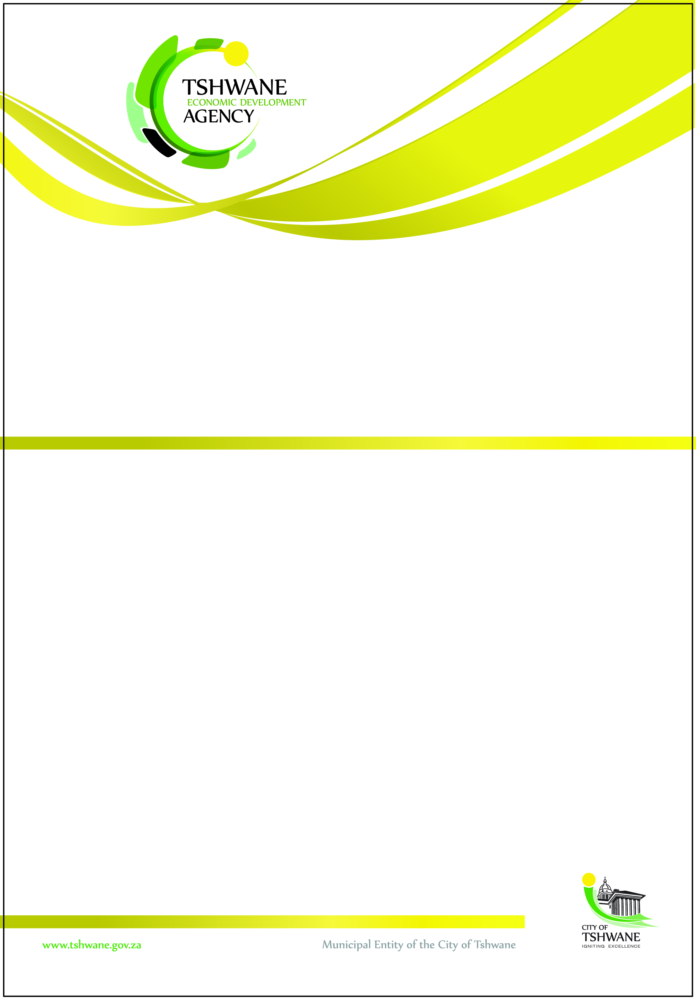 TSHWANE
ECONOMIC DEVELOPMENT
AGENCY
CITY OF
TSHWANE
IGNITING EXCELLENCE
www.tshwane.gov.za
Municipal Entity of the City of Tshwane